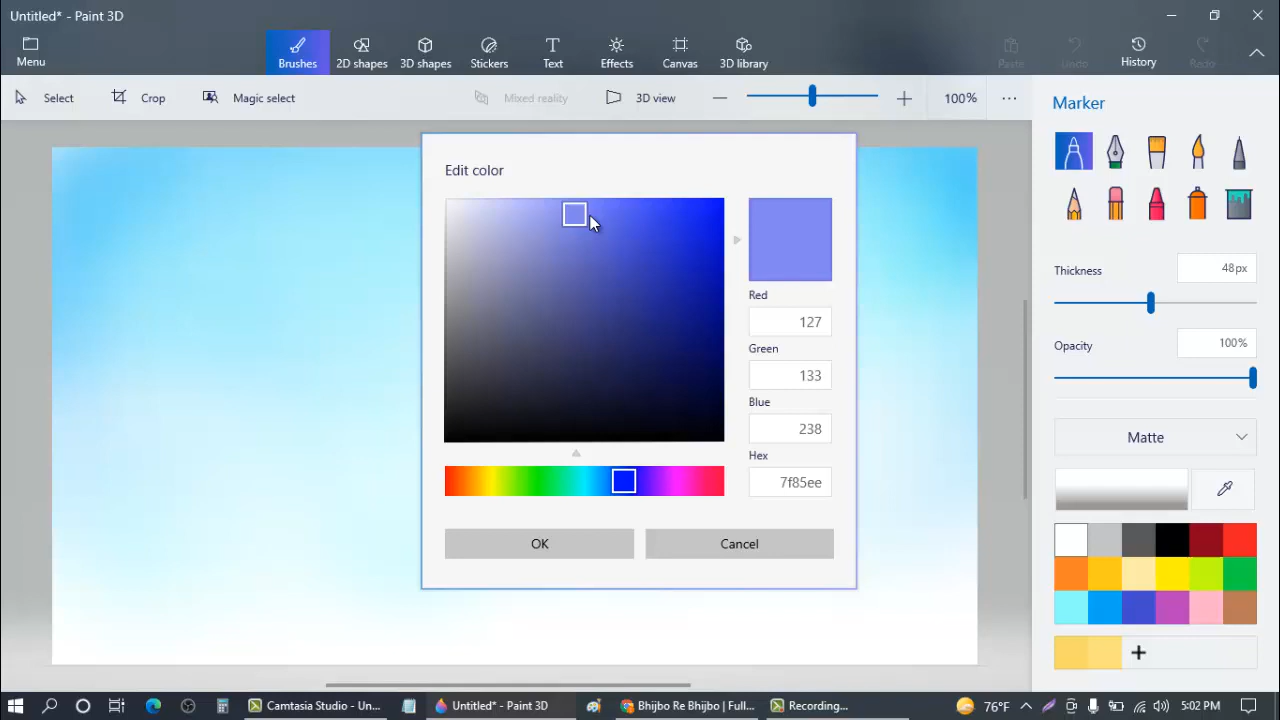 Untitled* - Paint 3D
Menu
Brushes
2D shapes
3D shapes
Stickers
Text
Effects
Canvas
3D library
Paste
Undo
History
Redo
Select
Crop
Magic select
Mixed reality
3D view
100%
Marker
Thickness
48px
Opacity
100%
Matte
Edit color
Red
127
Green
133
Blue
238
Hex
7f85ee
OK
Cancel
Camtasia Studio - Un...
Untitled* - Paint 3D
Bhijbo Re Bhijbo | Full...
Recording...
76°F
5:02 PM